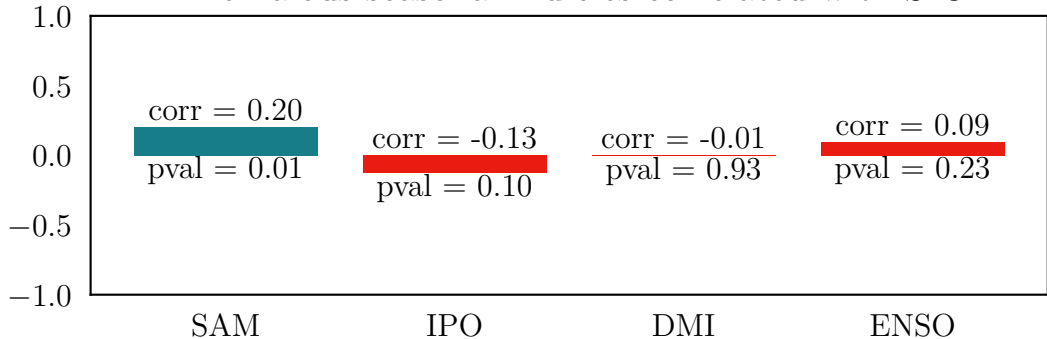 1.0
0.5
0.0
−0.5
−1.0
corr = 0.20
pval = 0.01
corr = -0.13
pval = 0.10
corr = -0.01
pval = 0.93
corr = 0.09
pval = 0.23
SAM IPO DMI ENSO